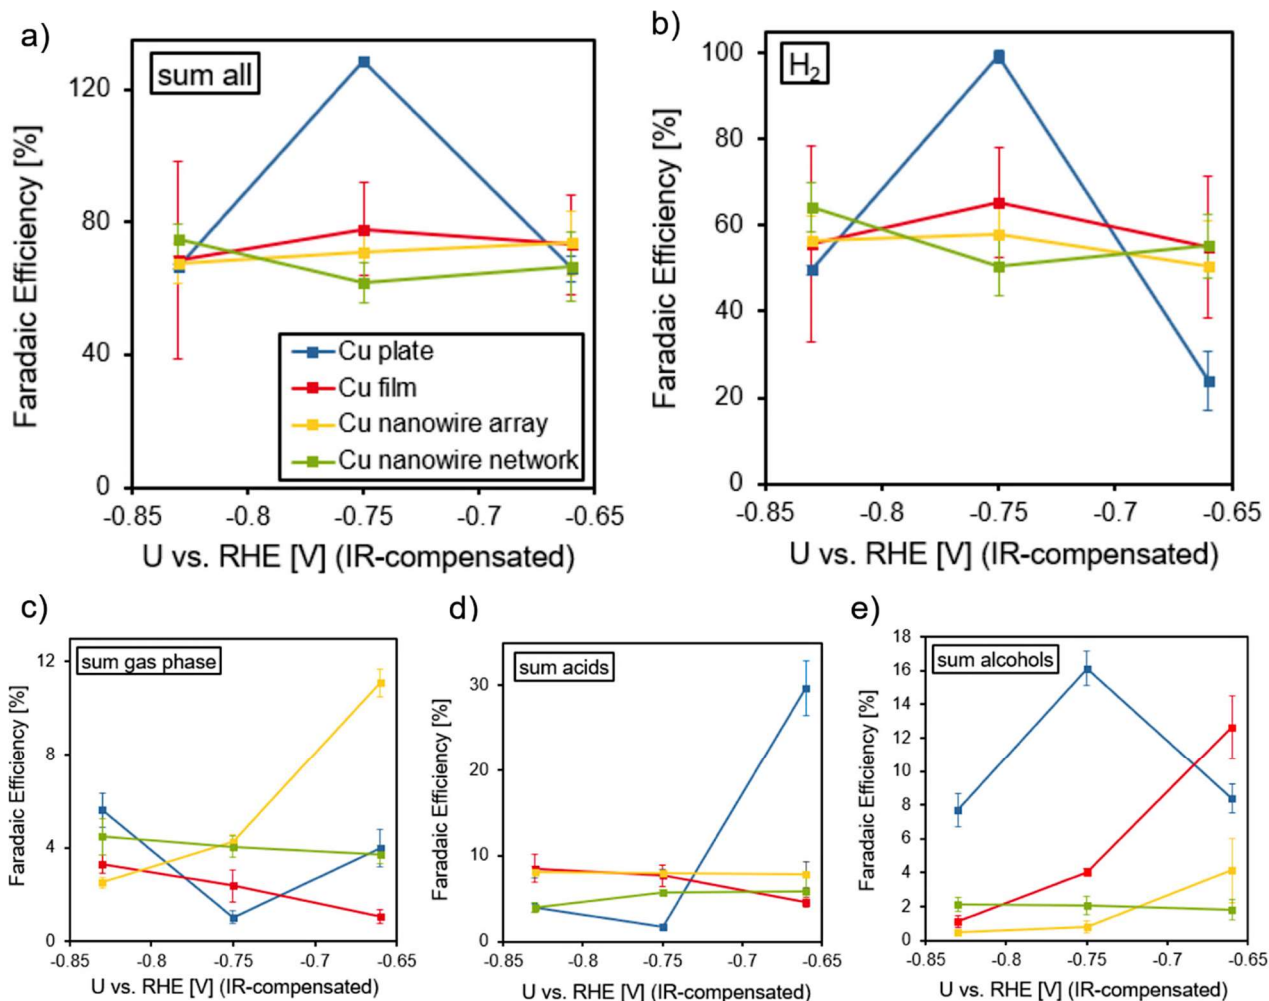 a)
sum all
Faradaic Efficiency [%]
120
80
40
0
Cu plate
Cu film
Cu nanowire array
Cu nanowire network
-0.85 -0.8 -0.75 -0.7 -0.65
U vs. RHE [V] (IR-compensated)
b)
H₂
Faradaic Efficiency [%]
100
80
60
40
20
0
-0.85 -0.8 -0.75 -0.7 -0.65
U vs. RHE [V] (IR-compensated)
c)
sum gas phase
Faradaic Efficiency [%]
12
8
4
0
-0.85 -0.8 -0.75 -0.7 -0.65
U vs. RHE [V] (IR-compensated)
d)
sum acids
Faradaic Efficiency [%]
30
20
10
0
-0.85 -0.8 -0.75 -0.7 -0.65
U vs. RHE [V] (IR-compensated)
e)
sum alcohols
Faradaic Efficiency [%]
18
16
14
12
10
8
6
4
2
0
-0.85 -0.8 -0.75 -0.7 -0.65
U vs. RHE [V] (IR-compensated)